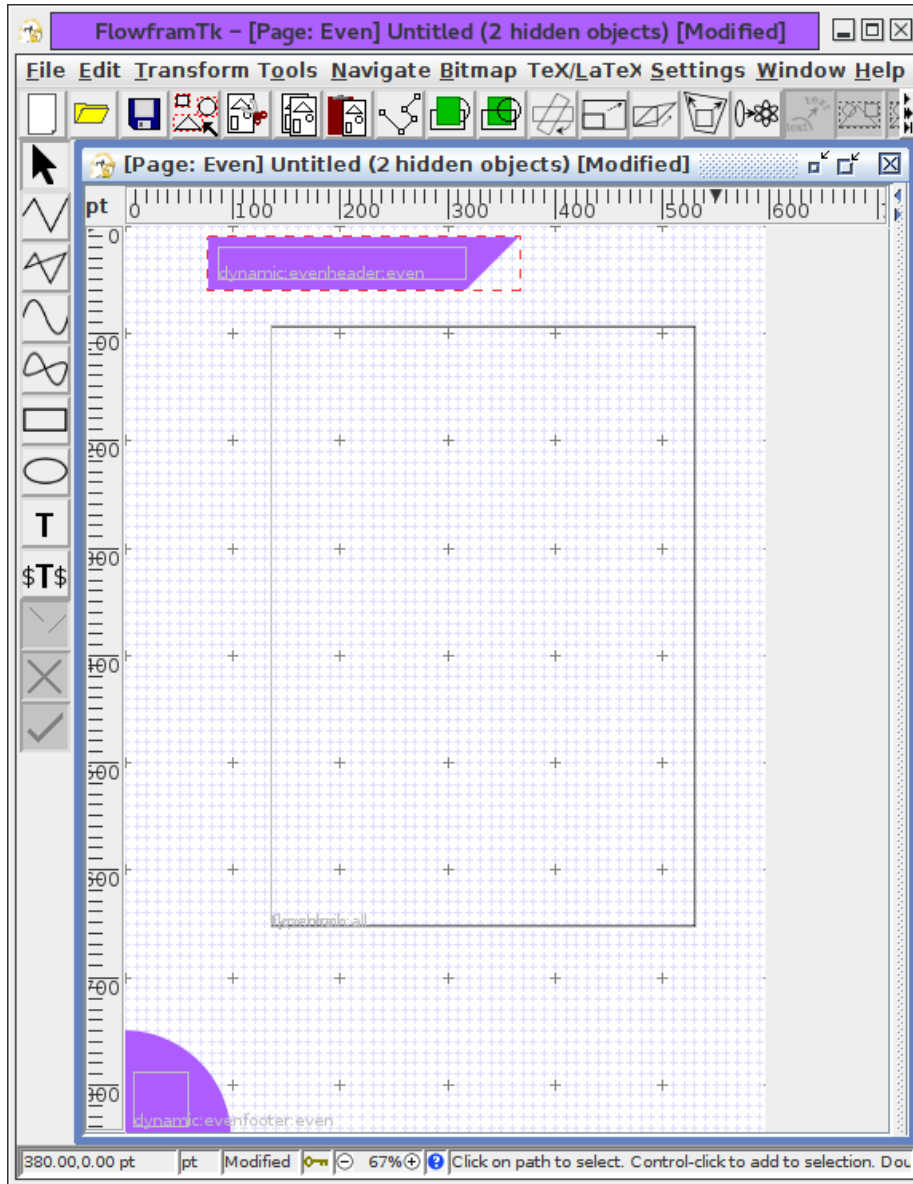 FlowframTk – [Page: Even] Untitled (2 hidden objects) [Modified]
File Edit Transform Tools Navigate Bitmap TeX/LaTeX Settings Window Help
[Page: Even] Untitled (2 hidden objects) [Modified]
pt 0 100 200 300 400 500 600
0
dynamic:evenheader:even
100
200
T
300
$T$
400
500
600
700
800
dynamic:evenfooter:even
380.00,0.00 pt pt Modified 67% Click on path to select. Control-click to add to selection. Dou